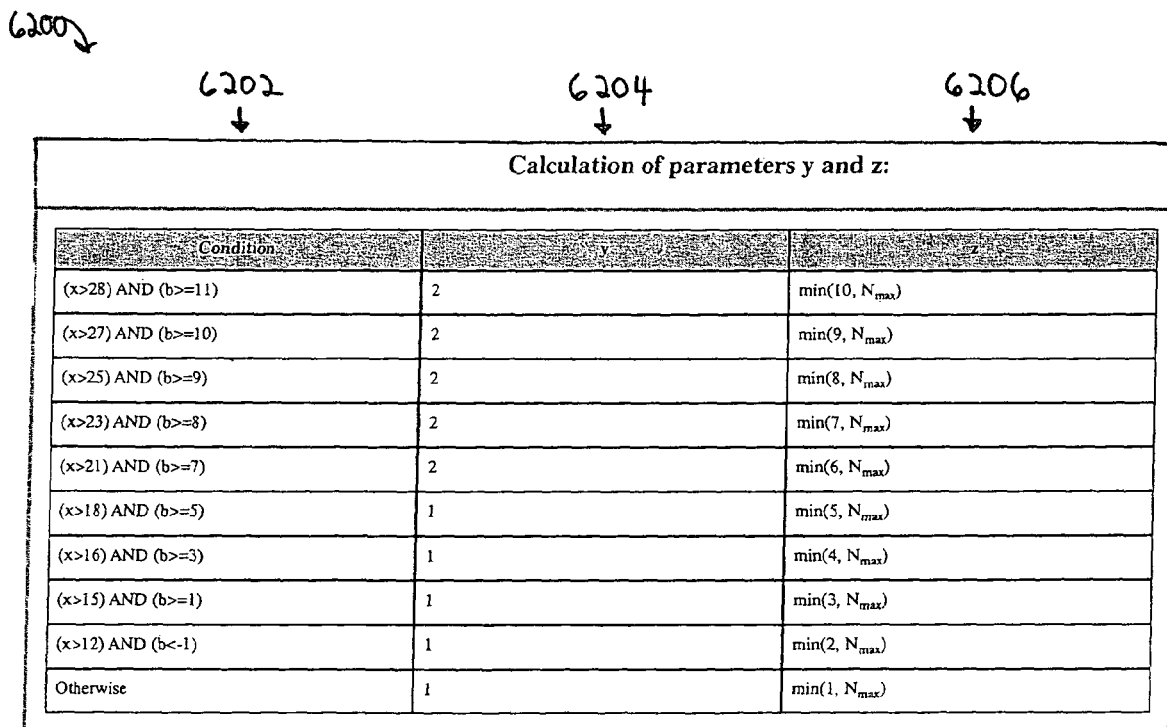 6200
6202 6204 6206
Calculation of parameters y and z:
Condition y z
(x>28) AND (b>=11) 2 min(10, Nmax)
(x>27) AND (b>=10) 2 min(9, Nmax)
(x>25) AND (b>=9) 2 min(8, Nmax)
(x>23) AND (b>=8) 2 min(7, Nmax)
(x>21) AND (b>=7) 2 min(6, Nmax)
(x>18) AND (b>=5) 1 min(5, Nmax)
(x>16) AND (b>=3) 1 min(4, Nmax)
(x>15) AND (b>=1) 1 min(3, Nmax)
(x>12) AND (b<-1) 1 min(2, Nmax)
Otherwise 1 min(1, Nmax)